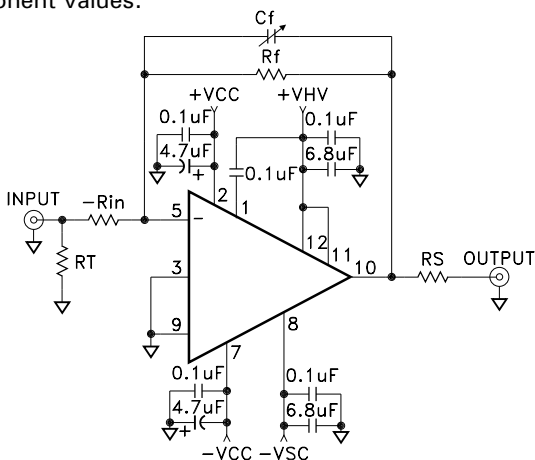 onent values.
Cf
Rf
+VCC
+VHV
0.1uF
0.1uF
4.7uF
+
6.8uF
0.1uF
2
1
INPUT
-Rin
5
-
12
11
RT
3
10
RS
OUTPUT
9
8
7
0.1uF
0.1uF
4.7uF
+
6.8uF
-VCC
-VSC